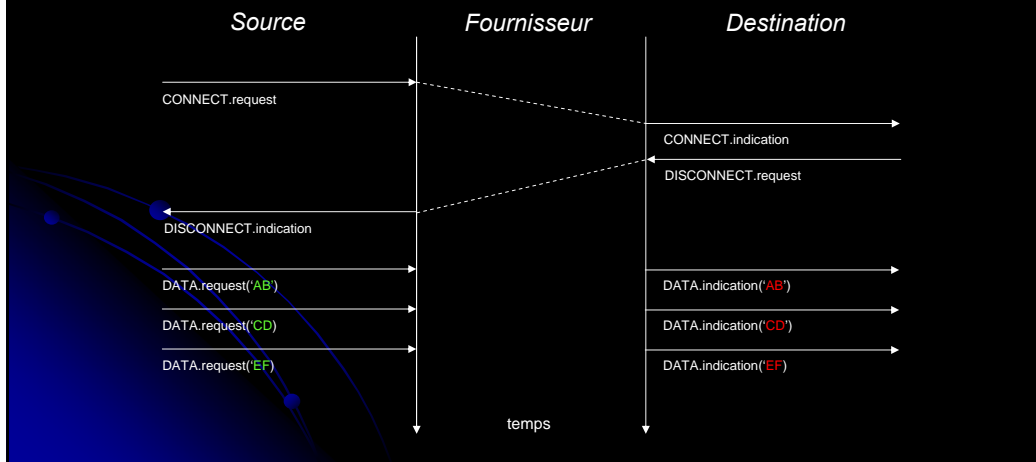 Source Fournisseur Destination
CONNECT.request
CONNECT.indication
DISCONNECT.request
DISCONNECT.indication
DATA.request(‘AB’) DATA.indication(‘AB’)
DATA.request(‘CD) DATA.indication(‘CD’)
DATA.request(‘EF) DATA.indication(‘EF)
temps